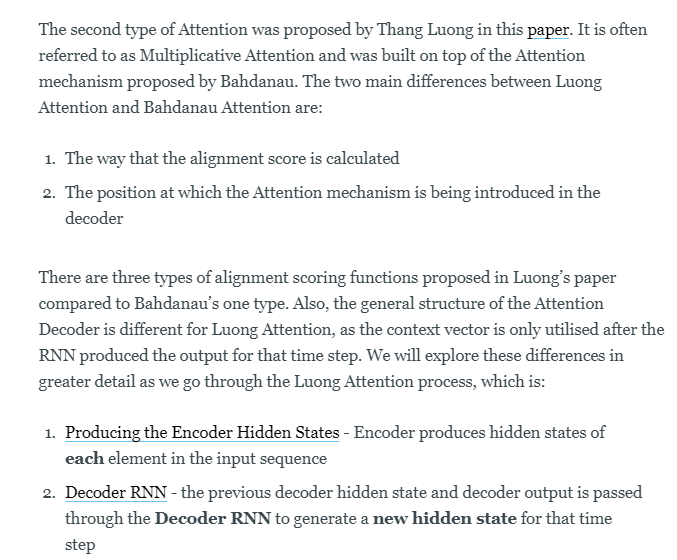 The second type of Attention was proposed by Thang Luong in this paper. It is often
referred to as Multiplicative Attention and was built on top of the Attention
mechanism proposed by Bahdanau. The two main differences between Luong
Attention and Bahdanau Attention are:
1. The way that the alignment score is calculated
2. The position at which the Attention mechanism is being introduced in the
decoder
There are three types of alignment scoring functions proposed in Luong's paper
compared to Bahdanau's one type. Also, the general structure of the Attention
Decoder is different for Luong Attention, as the context vector is only utilised after the
RNN produced the output for that time step. We will explore these differences in
greater detail as we go through the Luong Attention process, which is:
1. Producing the Encoder Hidden States - Encoder produces hidden states of
each element in the input sequence
2. Decoder RNN - the previous decoder hidden state and decoder output is passed
through the Decoder RNN to generate a new hidden state for that time
step